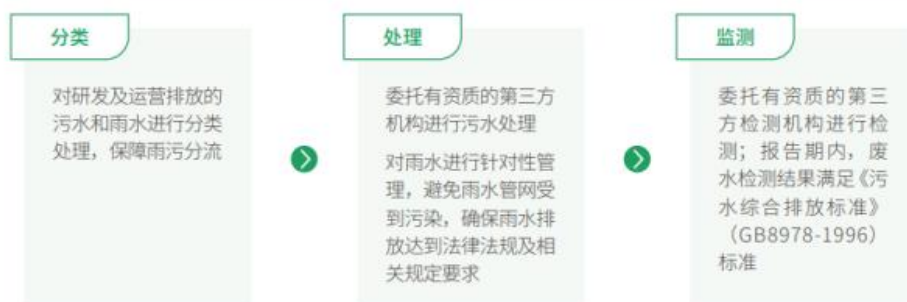 分类
对研发及运营排放的
污水和雨水进行分类
处理，保障雨污分流
处理
委托有资质的第三方
机构进行污水处理
对雨水进行针对性管
理，避免雨水管网受
到污染，确保雨水排
放达到法律法规及相
关规定要求
监测
委托有资质的第三
方检测机构进行检
测；报告期内，废
水检测结果满足《污
水综合排放标准》
（GB8978-1996）
标准